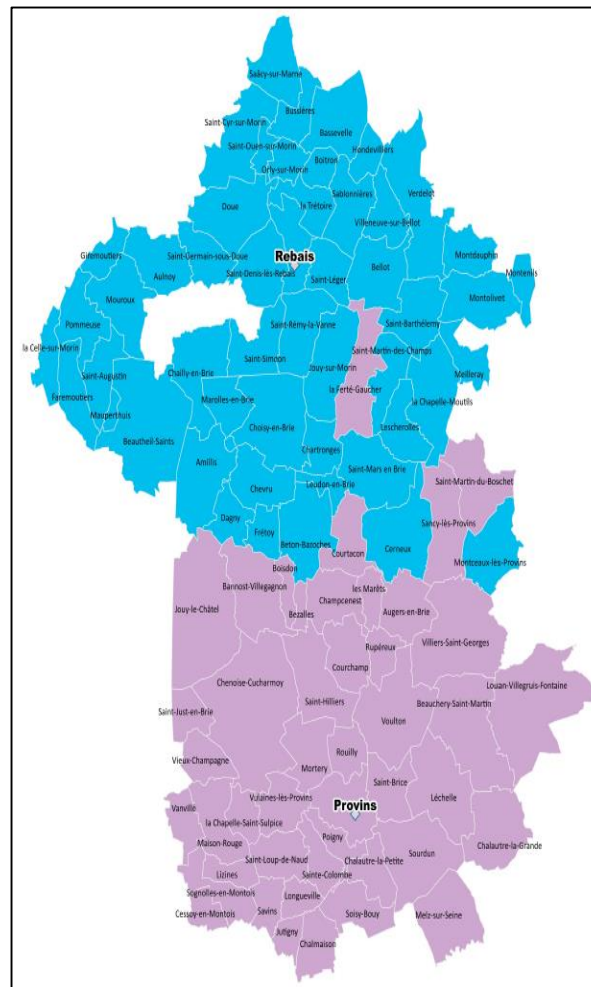 Saâcy-sur-Marne
Bussières
Saint-Cyr-sur-Morin
Bassevelle
Saint-Ouen-sur-Morin
Hondevilliers
Boitron
Orly-sur-Morin
Sablonnières
Verdelot
Doue
la Trétoire
Villeneuve-sur-Bellot
Giremoutiers
Saint-Germain-sous-Doue
Rebais
Montdauphin
Aulnoy
Saint-Denis-lès-Rebais
Saint-Léger
Bellot
Montenils
Mouroux
Montolivet
Pommeuse
Saint-Rémy-la-Vanne
Saint-Barthélemy
la Celle-sur-Morin
Saint-Siméon
Saint-Martin-des-Champs
Jouy-sur-Morin
Meilleray
Saint-Augustin
Chailly-en-Brie
la Ferté-Gaucher
Faremoutiers
Marolles-en-Brie
la Chapelle-Moutils
Mauperthuis
Choisy-en-Brie
Lescherolles
Beautheil-Saints
Chartronges
Amillis
Saint-Mars en Brie
Leudon-en-Brie
Saint-Martin-du-Boschet
Chevru
Dagny
Sancy-lès-Provins
Frétoy
Beton-Bazoches
Cerneux
Courtacon
Montceaux-lès-Provins
Boisdon
Bannost-Villegagnon
les Marêts
Champcenest
Jouy-le-Châtel
Bezalles
Augers-en-Brie
Rupéreux
Villiers-Saint-Georges
Courchamp
Chenoise-Cucharmoy
Louan-Villegruis-Fontaine
Saint-Hilliers
Beauchery-Saint-Martin
Saint-Just-en-Brie
Voulton
Rouilly
Vieux-Champagne
Mortery
Saint-Brice
Vulaines-lès-Provins
Léchelle
Vanvillé
Provins
la Chapelle-Saint-Sulpice
Poigny
Maison-Rouge
Chalautre-la-Grande
Sourdun
Saint-Loup-de-Naud
Chalautre-la-Petite
Lizines
Sainte-Colombe
Sognolles-en-Montois
Longueville
Cessoy-en-Montois
Savins
Soisy-Bouy
Melz-sur-Seine
Jutigny
Chalmaison